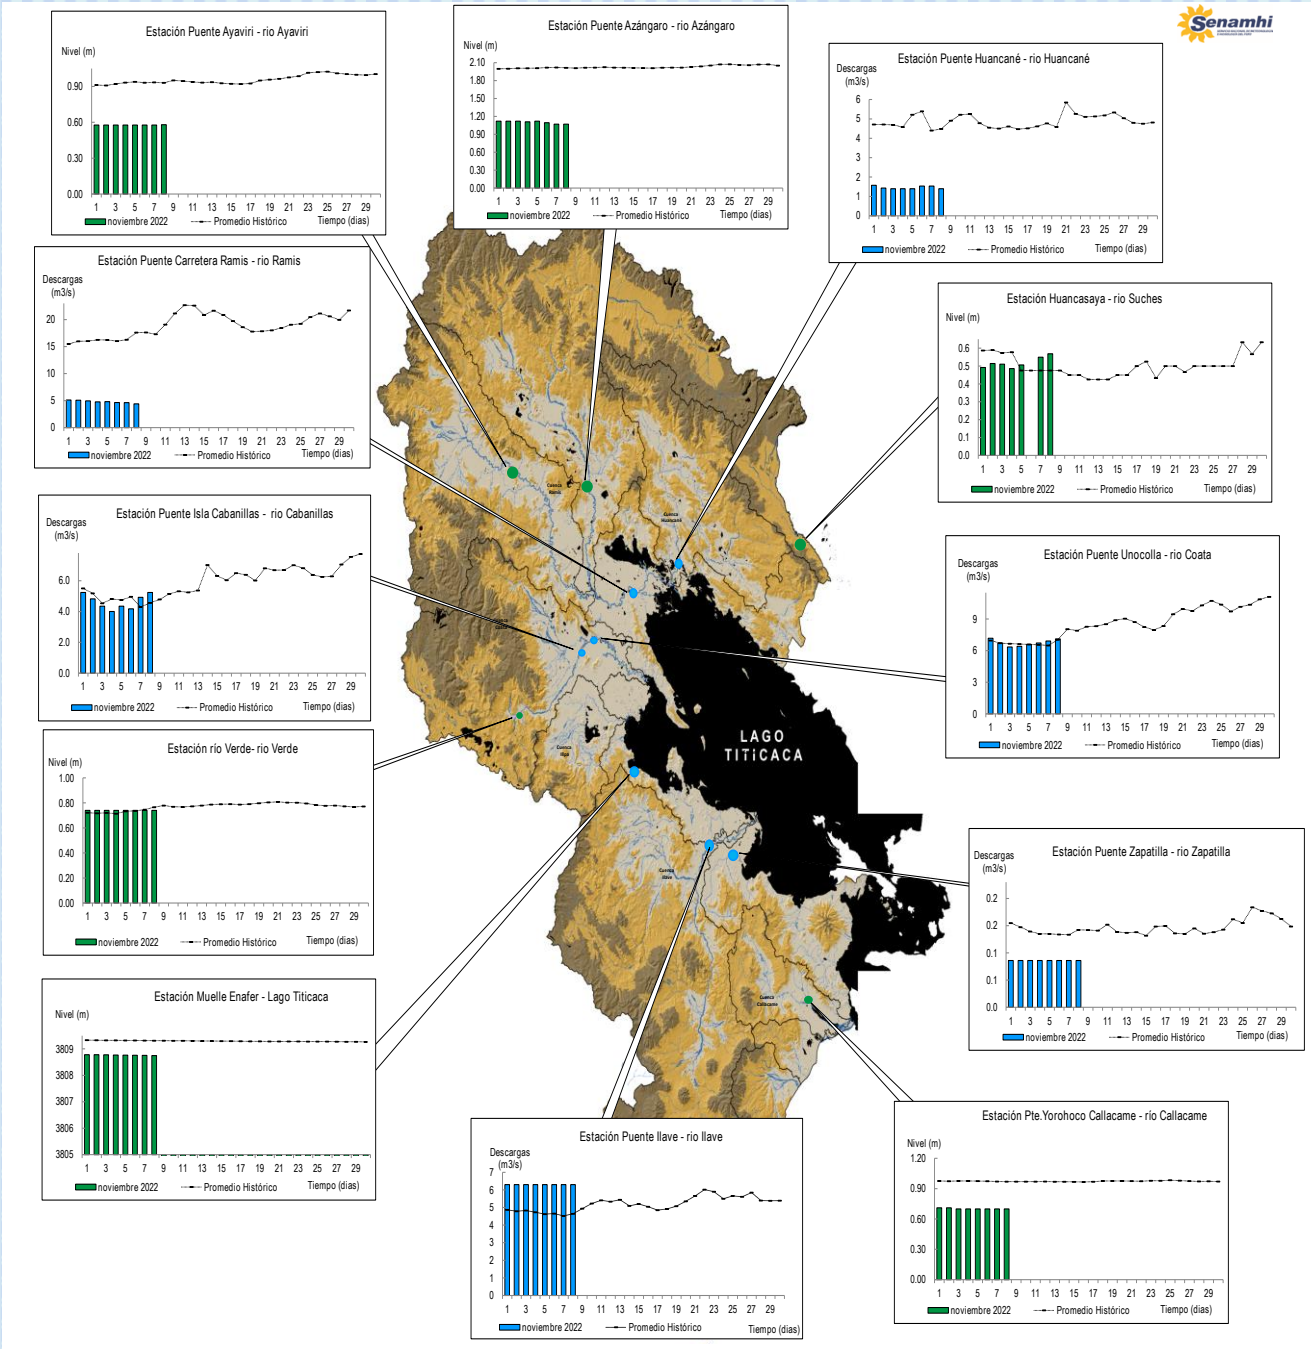 Senamhi
Estación Puente Ayaviri - rio Ayaviri
Nivel (m)
0.90
0.60
0.30
0.00
1 3 5 7 9 11 13 15 17 19 21 23 25 27 29
noviembre 2022 Promedio Histórico Tiempo (dias)
Estación Puente Azángaro - rio Azángaro
Nivel (m)
2.10
1.80
1.50
1.20
0.90
0.60
0.30
0.00
1 3 5 7 9 11 13 15 17 19 21 23 25 27 29
noviembre 2022 Promedio Histórico Tiempo (días)
Estación Puente Huancané - rio Huancané
Descargas
(m3/s)
6
5
4
3
2
1
0
1 3 5 7 9 11 13 15 17 19 21 23 25 27 29
noviembre 2022 Promedio Histórico Tiempo (días)
Estación Puente Carretera Ramis - rio Ramis
Descargas
(m3/s)
20
15
10
5
0
1 3 5 7 9 11 13 15 17 19 21 23 25 27 29
noviembre 2022 Promedio Histórico Tiempo (días)
Estación Huancasaya - rio Suches
Nivel (m)
0.6
0.5
0.4
0.3
0.2
0.1
0.0
1 3 5 7 9 11 13 15 17 19 21 23 25 27 29
noviembre 2022 Promedio Histórico Tiempo (días)
Estación Puente Isla Cabanillas - rio Cabanillas
Descargas
(m3/s)
6.0
4.0
2.0
0.0
1 3 5 7 9 11 13 15 17 19 21 23 25 27 29
noviembre 2022 Promedio Histórico Tiempo (días)
Estación Puente Unocolla - rio Coata
Descargas
(m3/s)
9
6
3
0
1 3 5 7 9 11 13 15 17 19 21 23 25 27 29
noviembre 2022 Promedio Histórico Tiempo (días)
Estación río Verde- rio Verde
Nivel (m)
1.00
0.80
0.60
0.40
0.20
0.00
1 3 5 7 9 11 13 15 17 19 21 23 25 27 29
noviembre 2022 Promedio Histórico Tiempo (días)
Estación Puente Zapatilla - rio Zapatilla
Descargas
(m3/s)
0.2
0.2
0.1
0.1
0.0
1 3 5 7 9 11 13 15 17 19 21 23 25 27 29
noviembre 2022 Promedio Histórico Tiempo (días)
Estación Muelle Enafer - Lago Titicaca
Nivel (m)
3809
3808
3807
3806
3805
1 3 5 7 9 11 13 15 17 19 21 23 25 27 29
noviembre 2022 Promedio Histórico Tiempo (días)
Estación Puente Ilave - rio Ilave
Descargas
(m3/s)
7
6
5
4
3
2
1
0
1 3 5 7 9 11 13 15 17 19 21 23 25 27 29
noviembre 2022 Promedio Histórico Tiempo (días)
Estación Pte.Yorohoco Callacame - río Callacame
Nivel (m)
1.20
0.90
0.60
0.30
0.00
1 3 5 7 9 11 13 15 17 19 21 23 25 27 29
noviembre 2022 Promedio Histórico Tiempo (días)
Cuenca
Ramis
Cuenca
Huancané
LAGO
TITICACA
Cuenca
Illpa
Cuenca
Ilave
Cuenca
Callacame